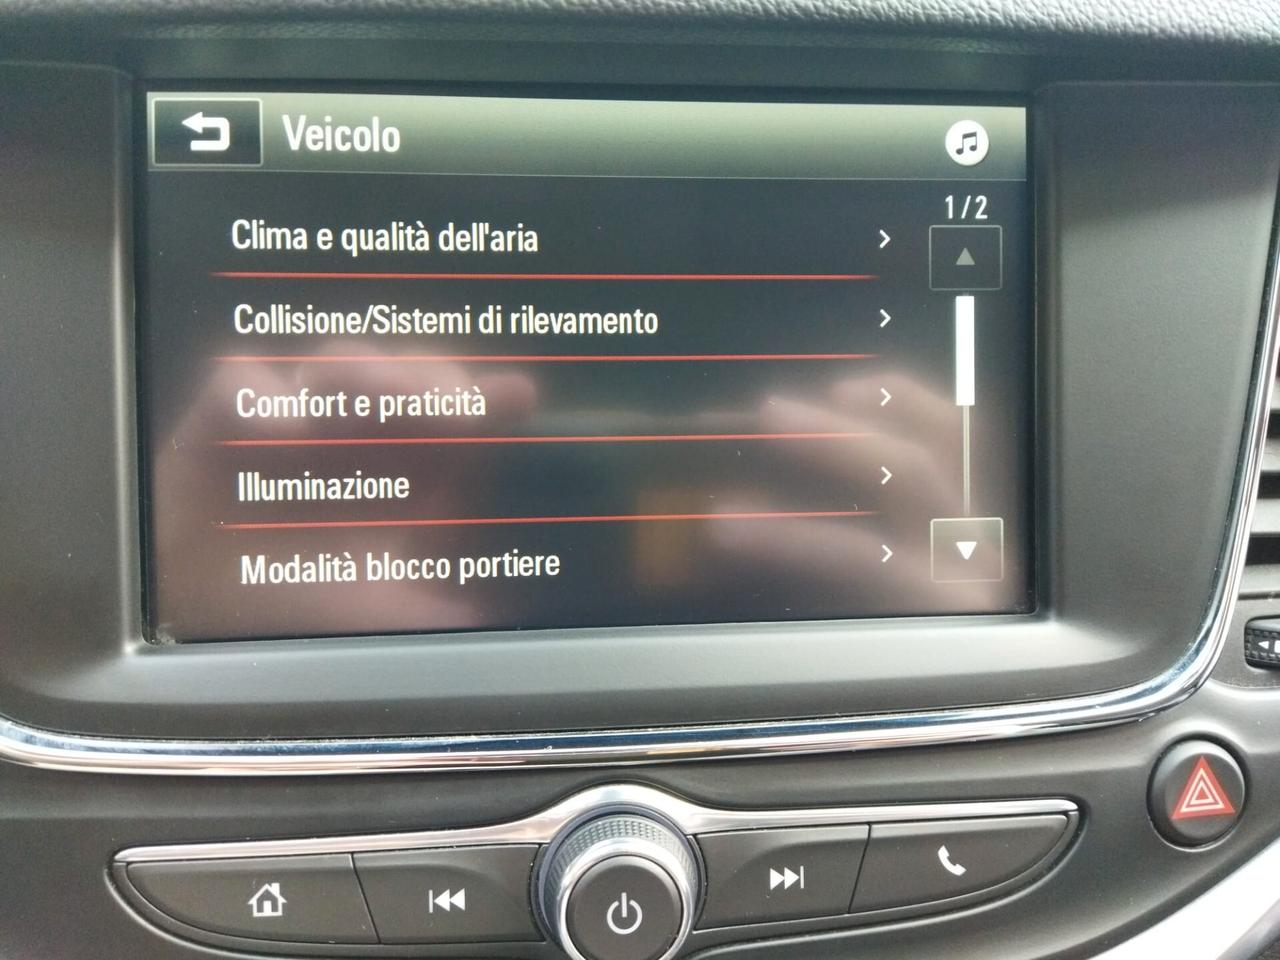 Veicolo
1/2
Clima e qualità dell'aria
Collisione/Sistemi di rilevamento
Comfort e praticità
Illuminazione
Modalità blocco portiere